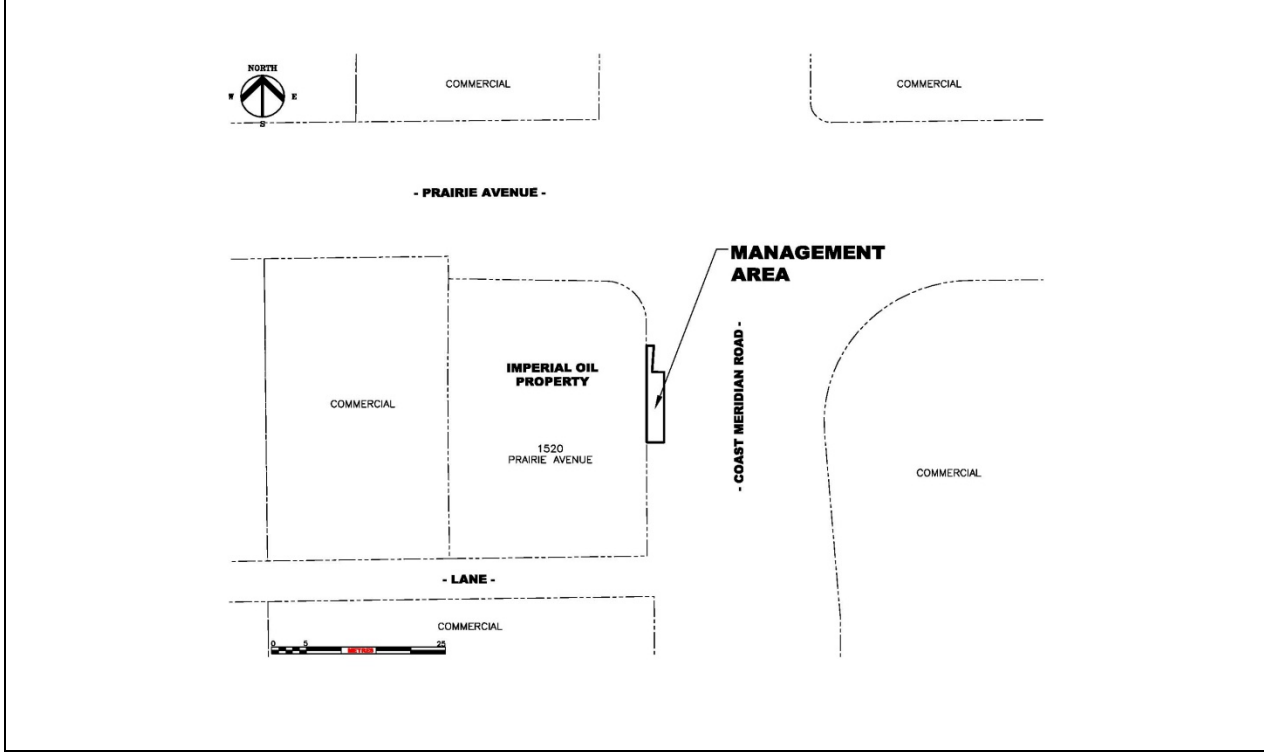 NORTH
W
E
S
COMMERCIAL
COMMERCIAL
- PRAIRIE AVENUE -
MANAGEMENT
AREA
- COAST MERIDIAN ROAD -
IMPERIAL OIL
PROPERTY
COMMERCIAL
1520
PRAIRIE AVENUE
COMMERCIAL
- LANE -
COMMERCIAL
0 5 25
METRES